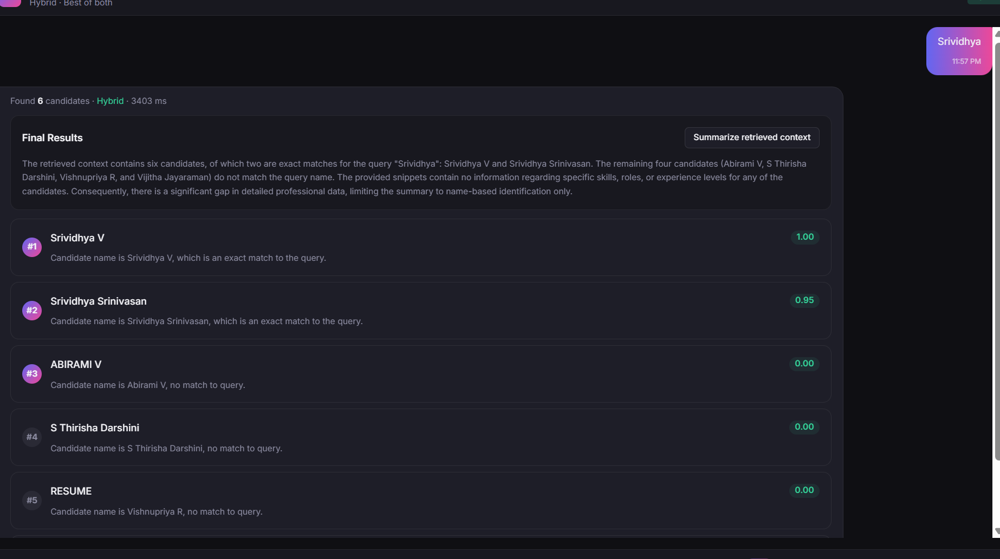 Hybrid · Best of both
Srividhya
11:57 PM
Found 6 candidates · Hybrid · 3403 ms
Final Results
Summarize retrieved context
The retrieved context contains six candidates, of which two are exact matches for the query "Srividhya": Srividhya V and Srividhya Srinivasan. The remaining four candidates (Abirami V, S Thirisha
Darshini, Vishnupriya R, and Vijitha Jayaraman) do not match the query name. The provided snippets contain no information regarding specific skills, roles, or experience levels for any of the
candidates. Consequently, there is a significant gap in detailed professional data, limiting the summary to name-based identification only.
#1
Srividhya V
1.00
Candidate name is Srividhya V, which is an exact match to the query.
#2
Srividhya Srinivasan
0.95
Candidate name is Srividhya Srinivasan, which is an exact match to the query.
#3
ABIRAMI V
0.00
Candidate name is Abirami V, no match to query.
#4
S Thirisha Darshini
0.00
Candidate name is S Thirisha Darshini, no match to query.
#5
RESUME
0.00
Candidate name is Vishnupriya R, no match to query.